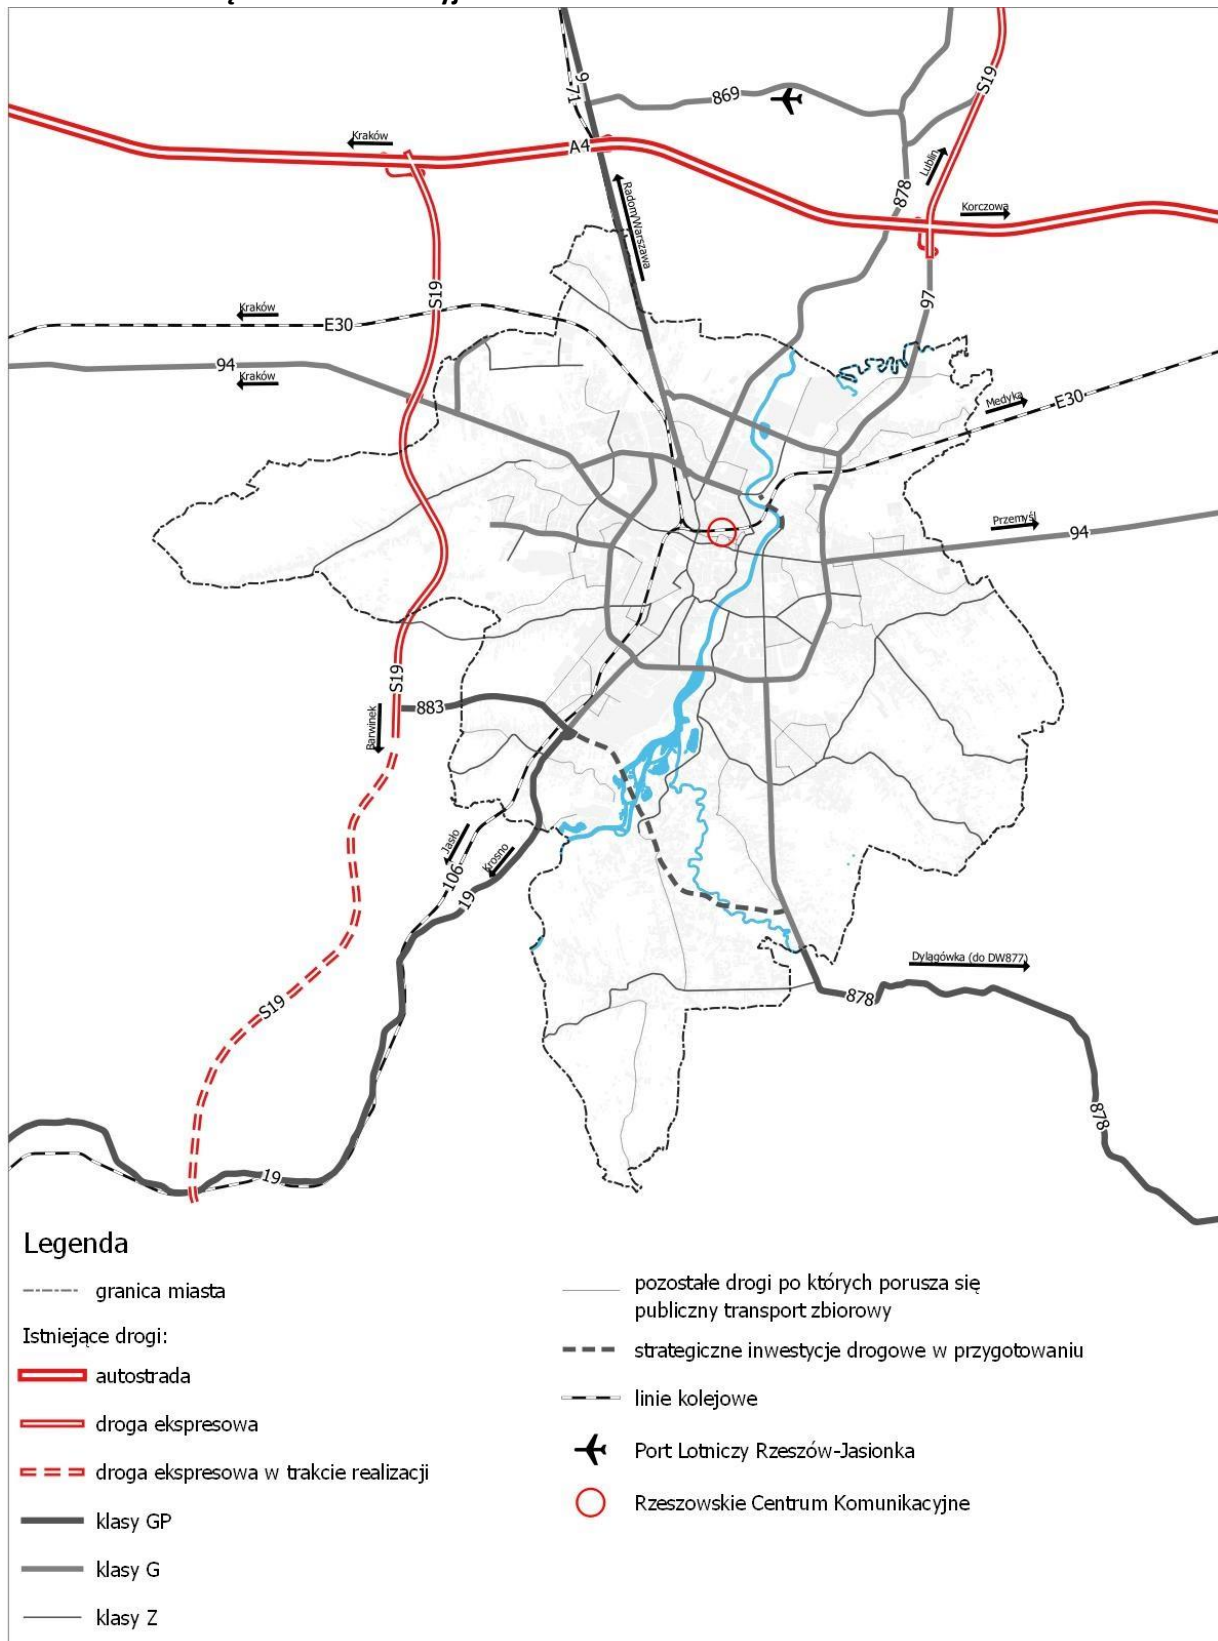 9/71
869
S19
Kraków
A4
Lublin
878
Korczowa
Radom/Warszawa
S19
97
Kraków
E30
94
Kraków
Medyka
E30
Przemyśl
94
S19
883
Barwinek
Jasło
106
Krosno
19
Dylągówka (do DW877)
878
S19
878
19
Legenda
granica miasta
Istniejące drogi:
autostrada
droga ekspresowa
droga ekspresowa w trakcie realizacji
klasy GP
klasy G
klasy Z
pozostałe drogi po których porusza się
publiczny transport zbiorowy
strategiczne inwestycje drogowe w przygotowaniu
linie kolejowe
Port Lotniczy Rzeszów-Jasionka
Rzeszowskie Centrum Komunikacyjne